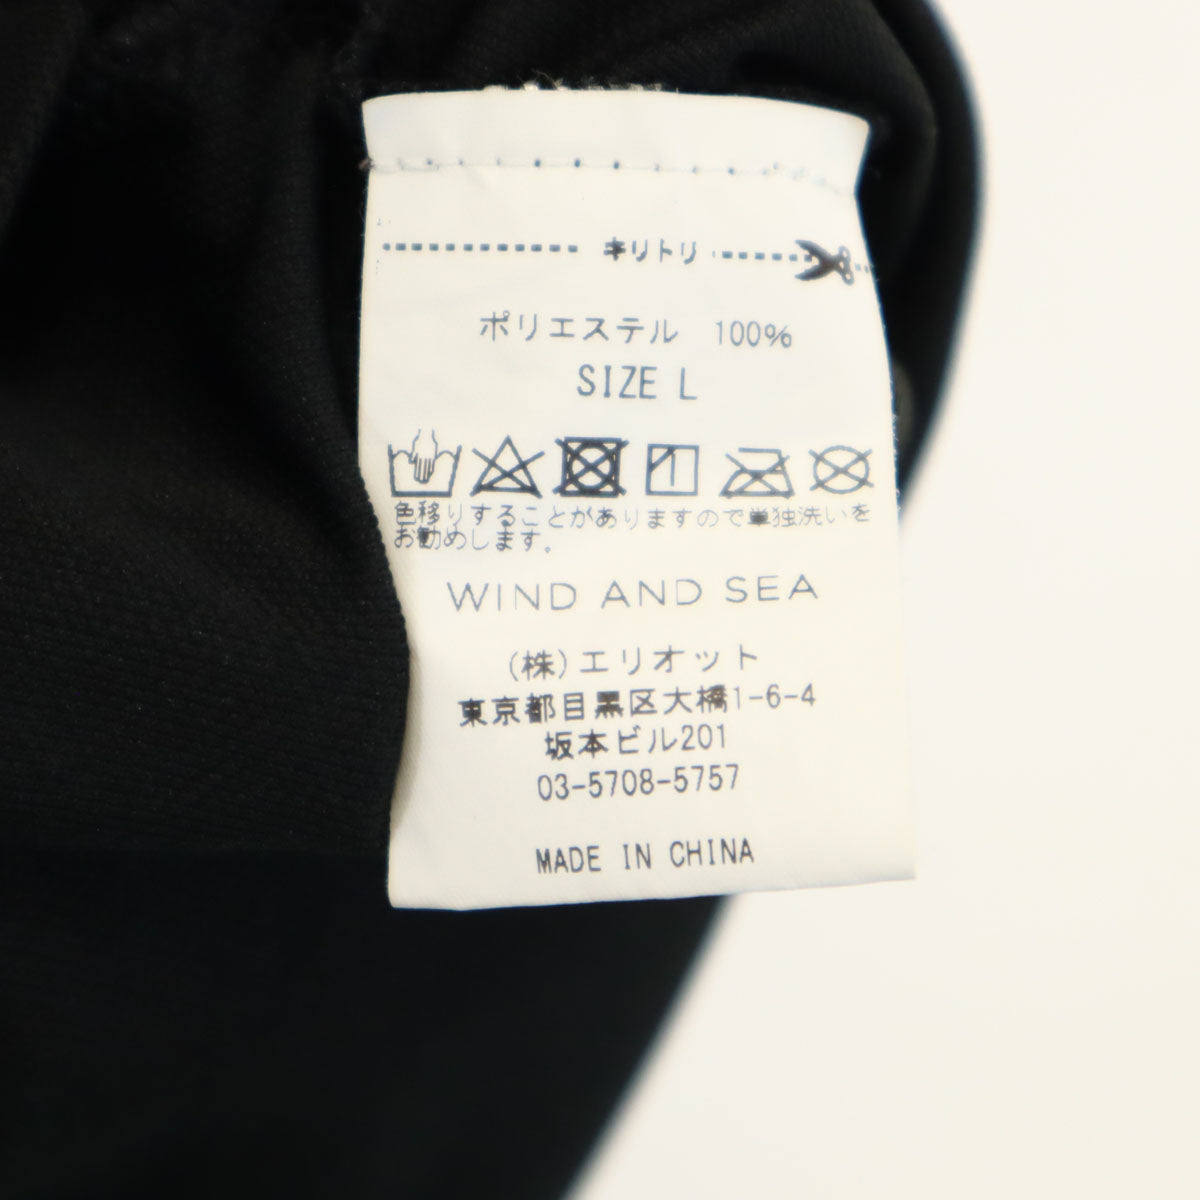 キリトリ
ポリエステル 100%
SIZE L
色移りすることがありますので単独洗いを
お勧めします。
WIND AND SEA
(株)エリオット
東京都目黒区大橋1-6-4
坂本ビル201
03-5708-5757
MADE IN CHINA